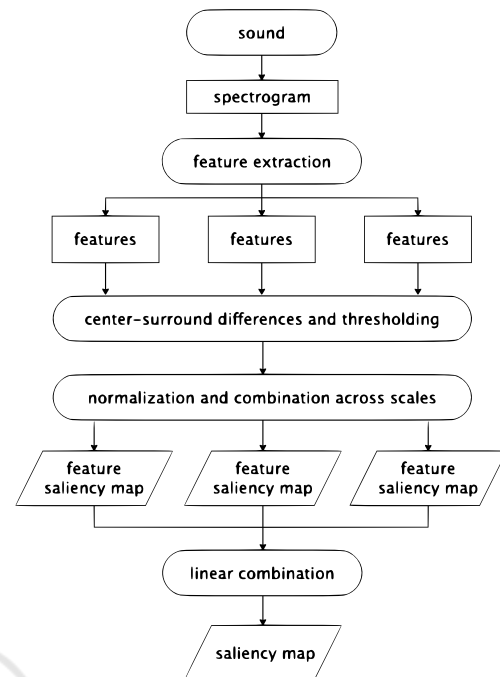 sound
spectrogram
feature extraction
features features features
center-surround differences and thresholding
normalization and combination across scales
feature feature feature
saliency map saliency map saliency map
linear combination
saliency map